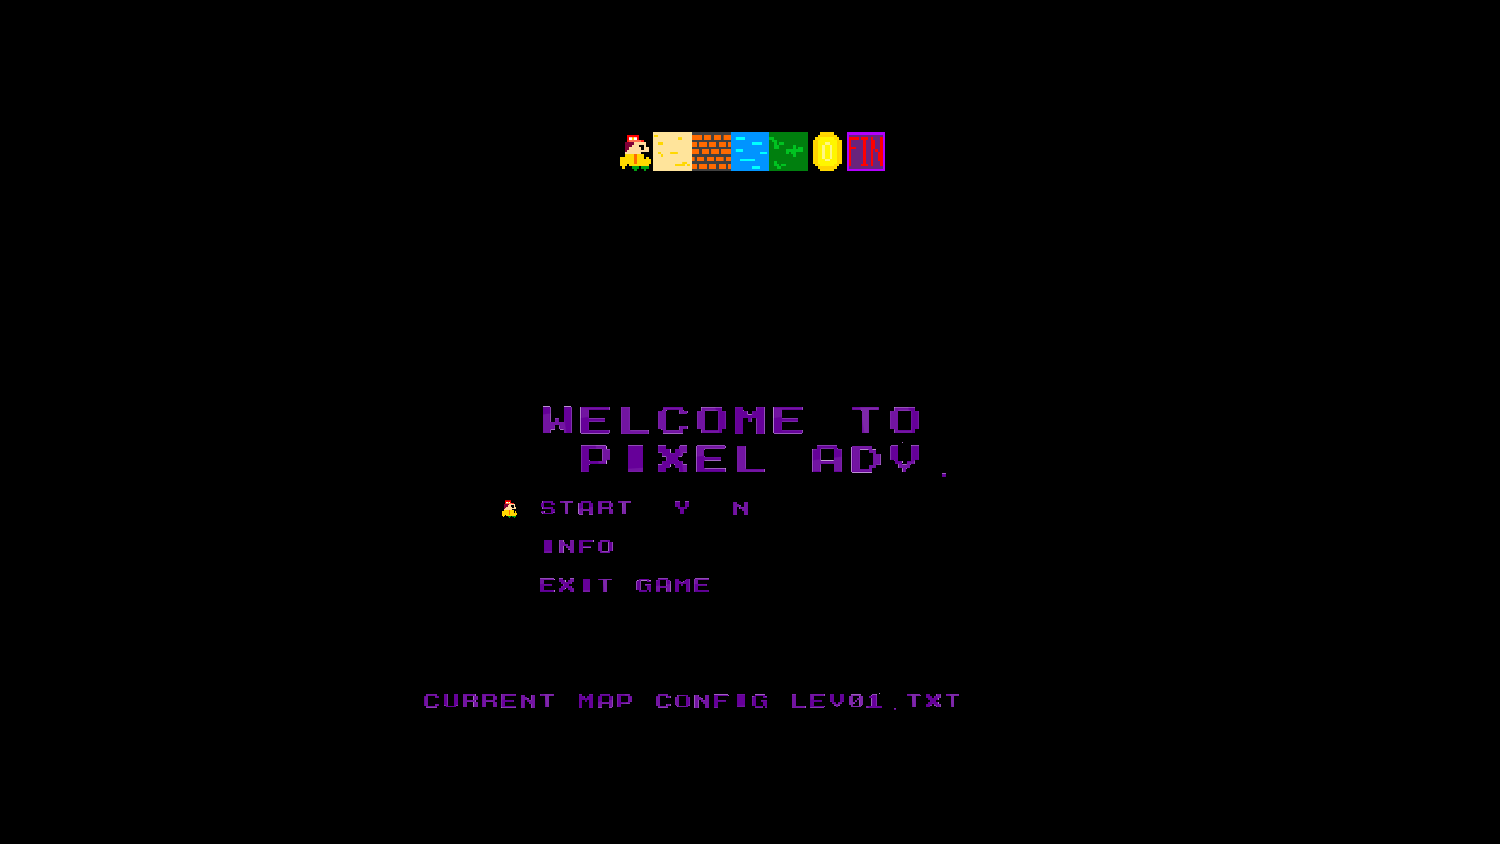 FIN
WELCOME TO
PIXEL ADV.
START Y N
INFO
EXIT GAME
CURRENT MAP CONFIG LEV01.TXT